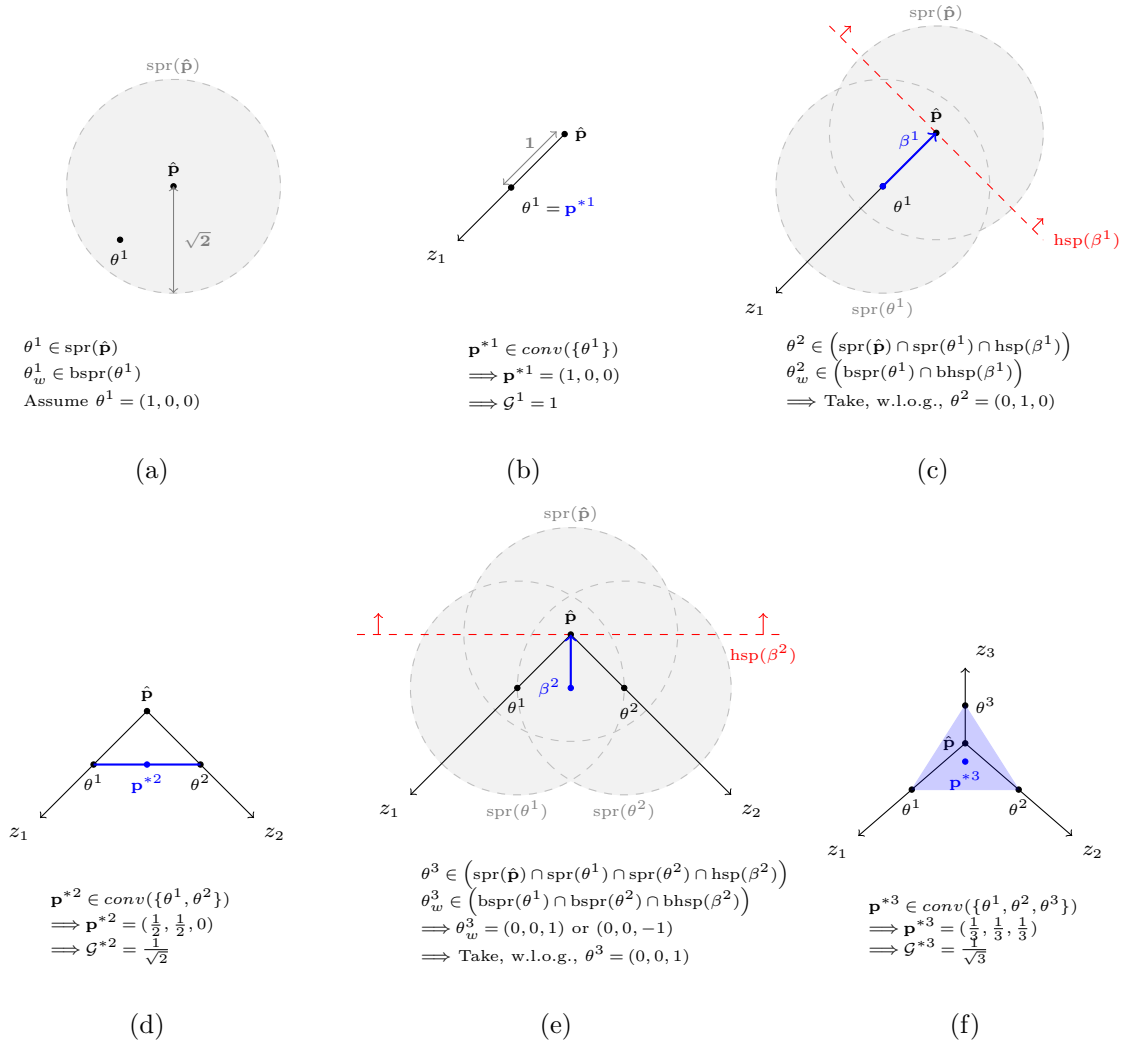 spr(p̂)
p̂
√2
θ¹
θ¹ ∈ spr(p̂)
θ¹_w ∈ bspr(θ¹)
Assume θ¹ = (1, 0, 0)
(a)
1
p̂
θ¹ = p*¹
z₁
p*¹ ∈ conv({θ¹})
⟹ p*¹ = (1, 0, 0)
⟹ 𝒢¹ = 1
(b)
spr(p̂)
p̂
β¹
θ¹
hsp(β¹)
z₁
spr(θ¹)
θ² ∈ (spr(p̂) ∩ spr(θ¹) ∩ hsp(β¹))
θ²_w ∈ (bspr(θ¹) ∩ bhsp(β¹))
⟹ Take, w.l.o.g., θ² = (0, 1, 0)
(c)
p̂
θ¹
p*²
θ²
z₁
z₂
p*² ∈ conv({θ¹, θ²})
⟹ p*² = (1/2, 1/2, 0)
⟹ 𝒢*² = 1/√2
(d)
spr(p̂)
p̂
hsp(β²)
β²
θ¹
θ²
z₁
spr(θ¹)
spr(θ²)
z₂
θ³ ∈ (spr(p̂) ∩ spr(θ¹) ∩ spr(θ²) ∩ hsp(β²))
θ³_w ∈ (bspr(θ¹) ∩ bspr(θ²) ∩ bhsp(β²))
⟹ θ³_w = (0, 0, 1) or (0, 0, −1)
⟹ Take, w.l.o.g., θ³ = (0, 0, 1)
(e)
z₃
θ³
p̂
p*³
θ¹
θ²
z₁
z₂
p*³ ∈ conv({θ¹, θ², θ³})
⟹ p*³ = (1/3, 1/3, 1/3)
⟹ 𝒢*³ = 1/√3
(f)